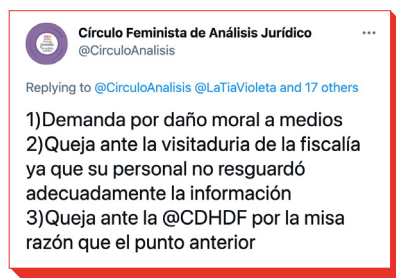 Círculo Feminista de Análisis Jurídico
@CirculoAnalisis
Replying to @CirculoAnalisis @LaTiaVioleta and 17 others
1)Demanda por daño moral a medios
2)Queja ante la visitaduria de la fiscalía
ya que su personal no resguardó
adecuadamente la información
3)Queja ante la @CDHDF por la misa
razón que el punto anterior